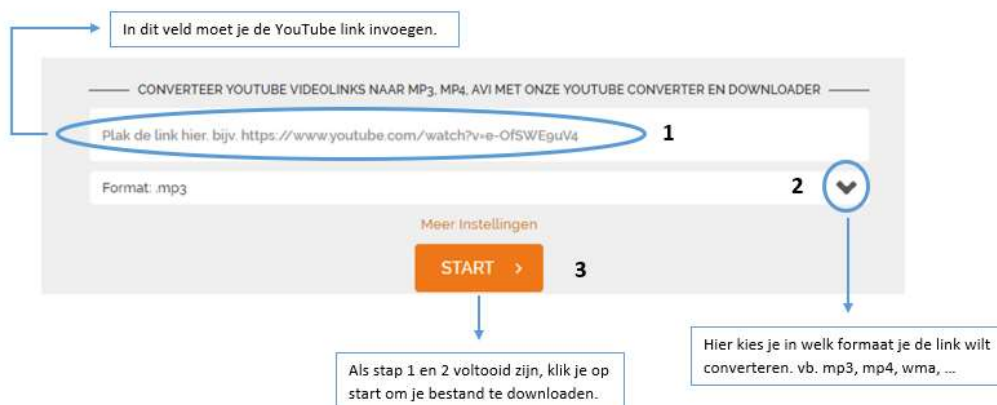 In dit veld moet je de YouTube link invoegen.
CONVERTEER YOUTUBE VIDEOLINKS NAAR MP3, MP4, AVI MET ONZE YOUTUBE CONVERTER EN DOWNLOADER
Plak de link hier. bijv. https://www.youtube.com/watch?v=e-OfSWE9uV4
1
Format: .mp3
2
Meer Instellingen
START >
3
Als stap 1 en 2 voltooid zijn, klik je op
start om je bestand te downloaden.
Hier kies je in welk formaat je de link wilt
converteren. vb. mp3, mp4, wma, ...